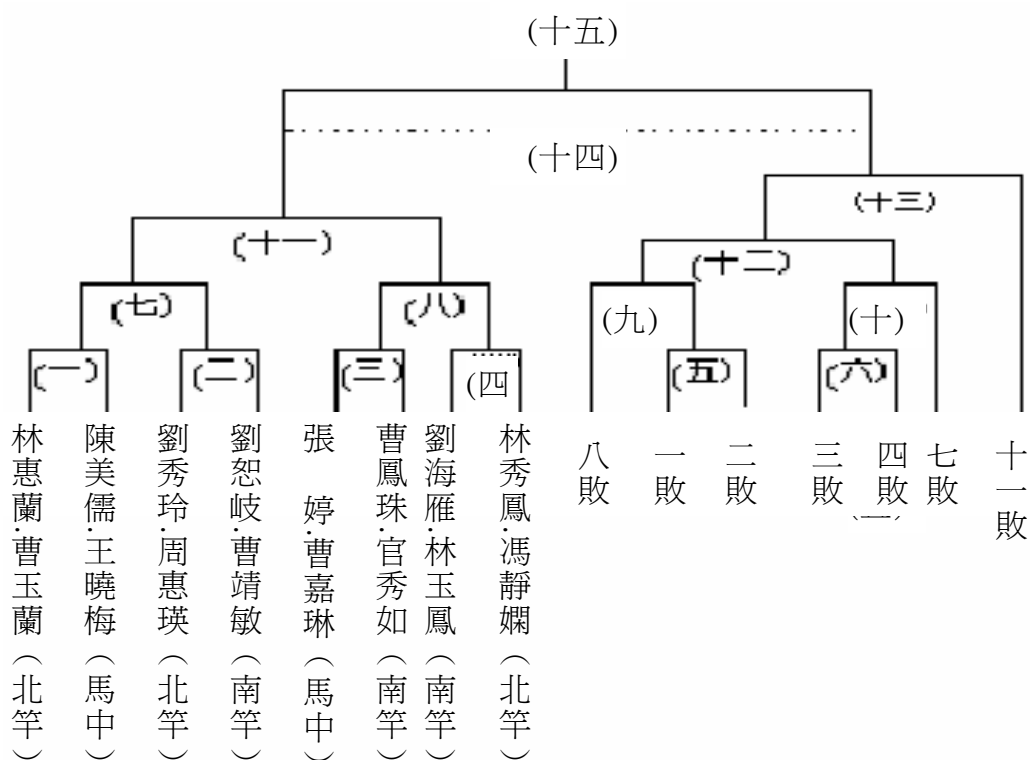 (十五)
(十四)
(十三)
(十一)
(十二)
(七)
(八)
(九)
(十)
(一)
(二)
(三)
(四
(五)
(六)
林惠蘭.曹玉蘭（北竿）
陳美儒.王曉梅（馬中）
劉秀玲.周惠瑛（北竿）
劉恕岐.曹靖敏（南竿）
張 婷.曹嘉琳（馬中）
曹鳳珠.官秀如（南竿）
劉海雁.林玉鳳（南竿）
林秀鳳.馮靜嫻（北竿）
八敗
一敗
二敗
三敗
四敗
七敗
十一敗